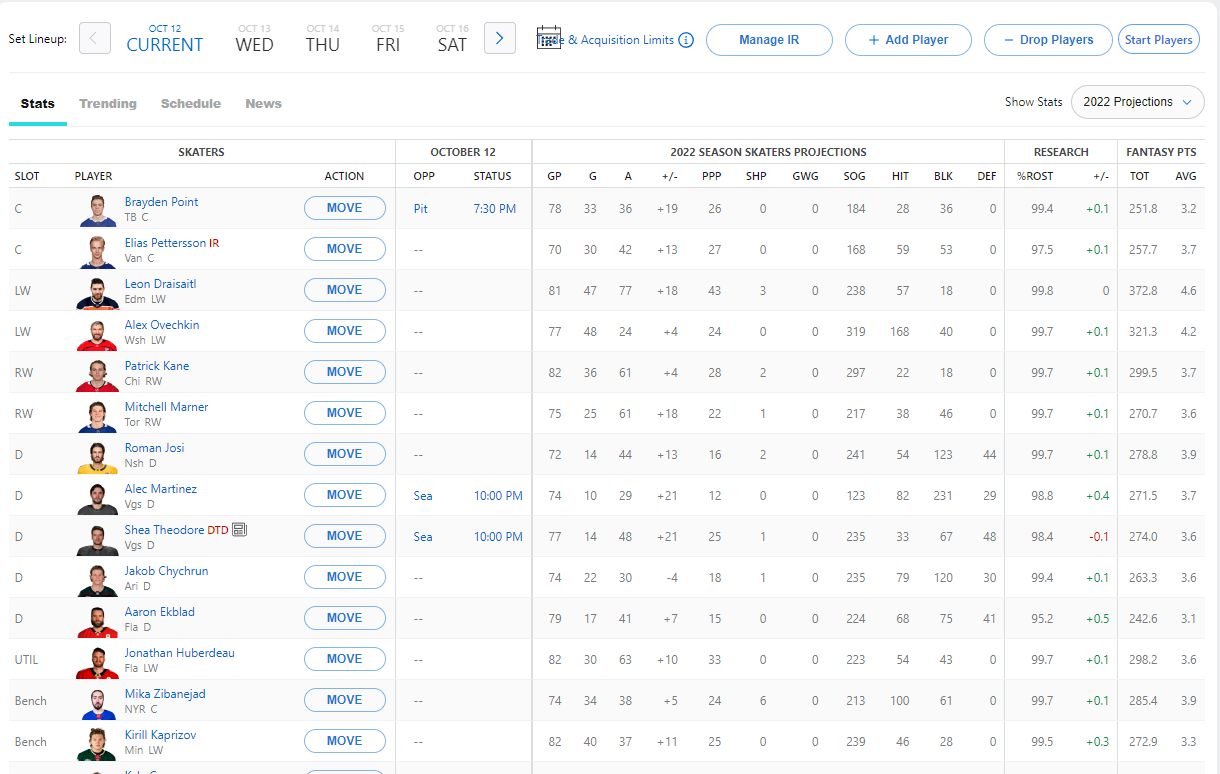 Set Lineup:
OCT 12 OCT 13 OCT 14 OCT 15 OCT 16
CURRENT WED THU FRI SAT
& Acquisition Limits
Manage IR
+ Add Player
− Drop Players
Start Players
Stats Trending Schedule News
Show Stats 2022 Projections
SKATERS OCTOBER 12 2022 SEASON SKATERS PROJECTIONS RESEARCH FANTASY PTS
SLOT PLAYER ACTION OPP STATUS GP G A +/- PPP SHP GWG SOG HIT BLK DEF %ROST +/- TOT AVG
C Brayden Point MOVE Pit 7:30 PM 78 33 36 +19 26 0 0 184 28 36 0 99.4 +0.1 251.8 3.2
TB C
C Elias Pettersson IR MOVE -- 70 30 42 +13 27 0 0 168 59 53 0 97.5 +0.1 257.7 3.7
Van C
LW Leon Draisaitl MOVE -- 81 47 77 +18 43 3 0 238 57 18 0 99.8 0 372.8 4.6
Edm LW
LW Alex Ovechkin MOVE -- 77 48 24 +4 24 0 0 319 168 40 0 99.7 +0.1 321.3 4.2
Wsh LW
RW Patrick Kane MOVE -- 82 36 61 +4 28 2 0 297 22 18 0 99.7 +0.1 299.5 3.7
Chi RW
RW Mitchell Marner MOVE -- 75 25 61 +18 22 1 0 217 38 46 0 99.7 +0.1 270.7 3.6
Tor RW
D Roman Josi MOVE -- 72 14 44 +13 16 2 0 241 54 123 44 99.7 +0.1 278.8 3.9
Nsh D
D Alec Martinez MOVE Sea 10:00 PM 74 10 29 +21 12 0 0 123 82 231 29 98.8 +0.4 271.5 3.7
Vgs D
D Shea Theodore DTD MOVE Sea 10:00 PM 77 14 48 +21 25 1 0 235 33 67 48 98.4 -0.1 274.0 3.6
Vgs D
D Jakob Chychrun MOVE -- 74 22 30 -4 18 1 0 235 79 120 30 99.4 +0.1 263.3 3.6
Ari D
D Aaron Ekblad MOVE -- 79 17 41 +7 15 0 0 224 68 75 41 95.2 +0.5 242.6 3.1
Fla D
UTIL Jonathan Huberdeau MOVE -- 82 30 63 +10 33 0 0 223 54 43 0 99.7 +0.1 298.2 3.6
Fla LW
Bench Mika Zibanejad MOVE -- 74 34 38 +5 24 6 0 213 100 61 0 99.7 +0.1 285.4 3.9
NYR C
Bench Kirill Kaprizov MOVE -- 82 40 37 +11 25 0 0 239 46 28 0 99.5 +0.3 272.9 3.3
Min LW